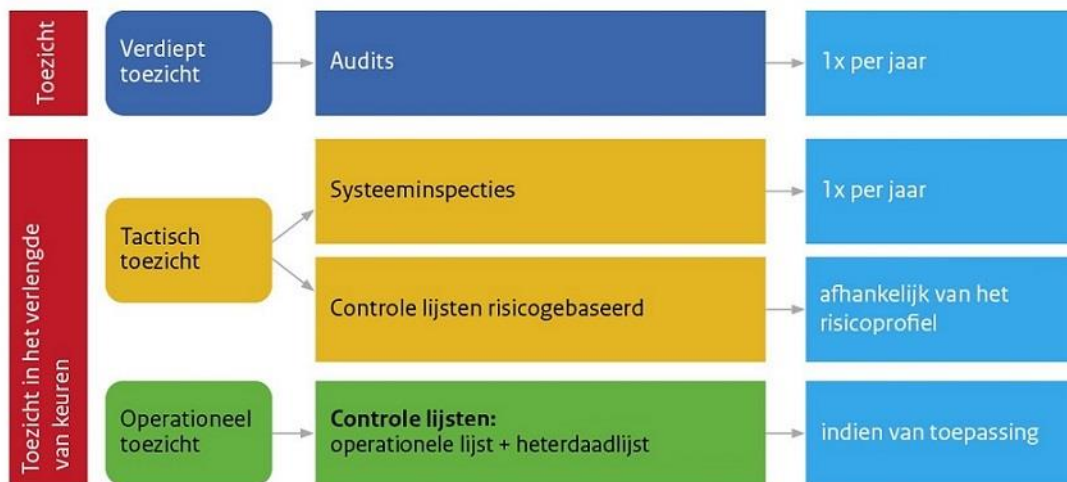 Toezicht
Verdiept
toezicht
Audits
1x per jaar
Toezicht in het verlengde
van keuren
Tactisch
toezicht
Systeeminspecties
1x per jaar
Controle lijsten risicogebaseerd
afhankelijk van het
risicoprofiel
Operationeel
toezicht
Controle lijsten:
operationele lijst + heterdaadlijst
indien van toepassing